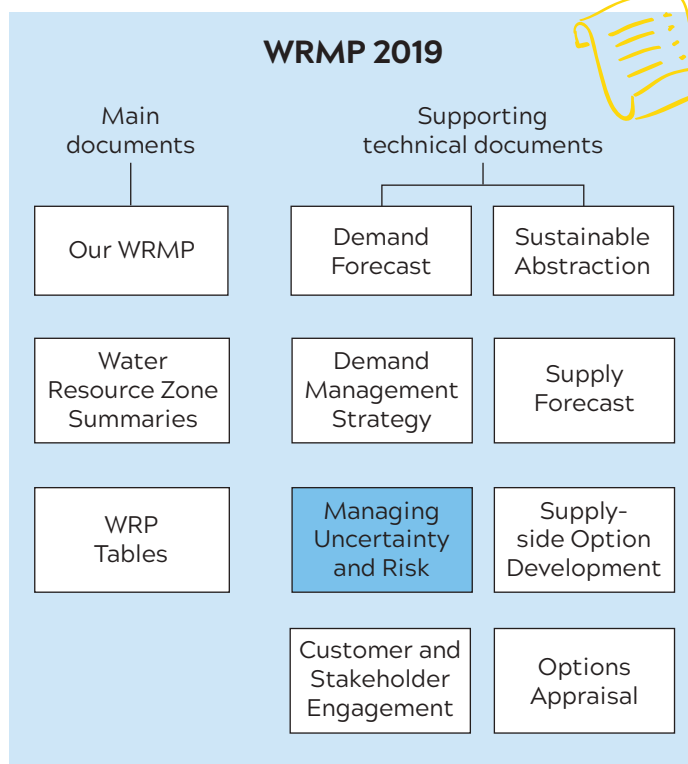 WRMP 2019
Main
documents
Supporting
technical documents
Our WRMP
Demand
Forecast
Sustainable
Abstraction
Water
Resource Zone
Summaries
Demand
Management
Strategy
Supply
Forecast
WRP
Tables
Managing
Uncertainty
and Risk
Supply-
side Option
Development
Customer and
Stakeholder
Engagement
Options
Appraisal